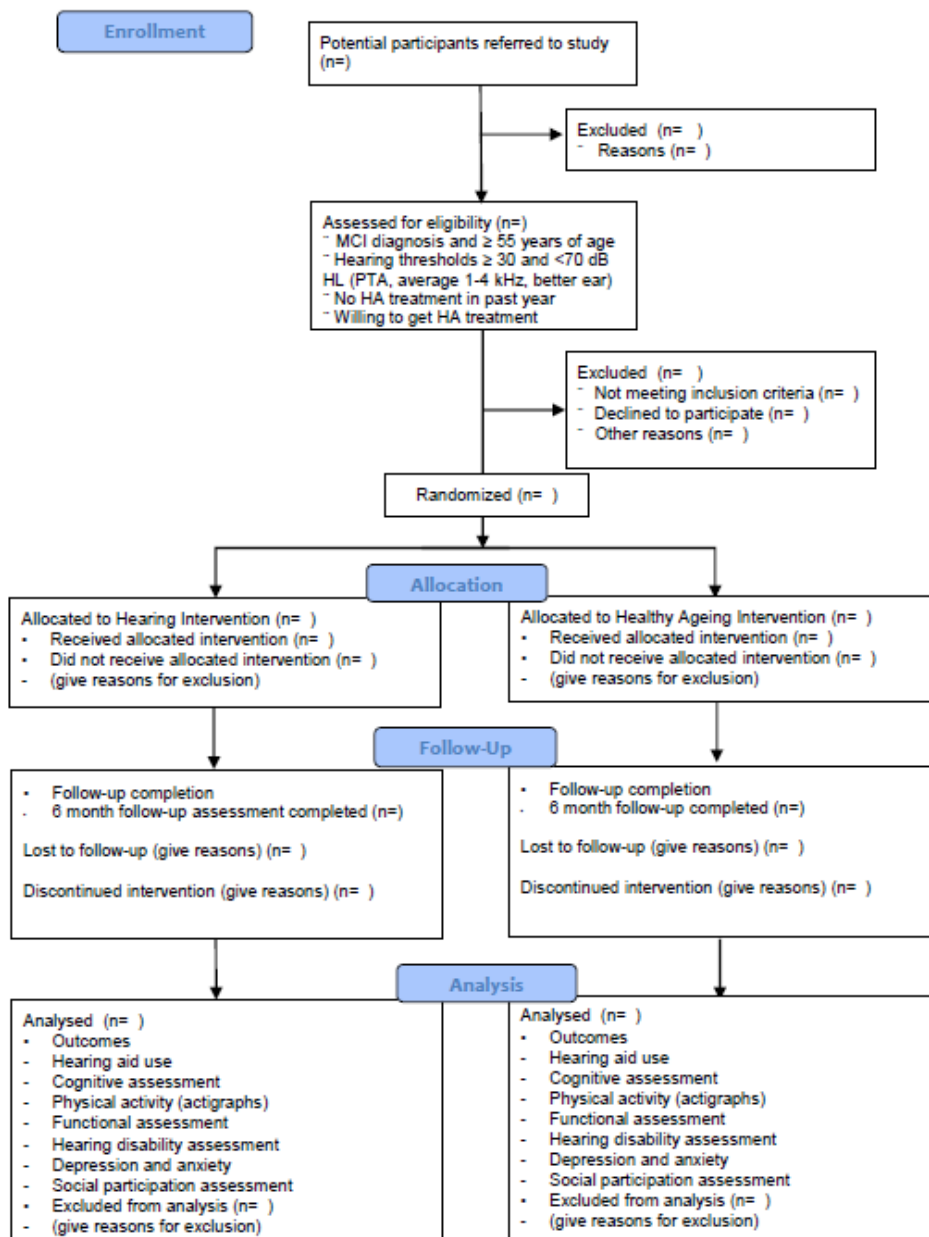 Enrollment
Potential participants referred to study
(n=)
Excluded (n= )
¨ Reasons (n= )
Assessed for eligibility (n=)
¨ MCI diagnosis and ≥ 55 years of age
¨ Hearing thresholds ≥ 30 and <70 dB
HL (PTA, average 1-4 kHz, better ear)
¨ No HA treatment in past year
¨ Willing to get HA treatment
Excluded (n= )
¨ Not meeting inclusion criteria (n= )
¨ Declined to participate (n= )
¨ Other reasons (n= )
Randomized (n= )
Allocation
Allocated to Hearing Intervention (n= )
▪ Received allocated intervention (n= )
▪ Did not receive allocated intervention (n= )
- (give reasons for exclusion)
Allocated to Healthy Ageing Intervention (n= )
▪ Received allocated intervention (n= )
▪ Did not receive allocated intervention (n= )
- (give reasons for exclusion)
Follow-Up
▪ Follow-up completion
. 6 month follow-up assessment completed (n=)
Lost to follow-up (give reasons) (n= )
Discontinued intervention (give reasons) (n= )
▪ Follow-up completion
. 6 month follow-up completed (n=)
Lost to follow-up (give reasons) (n= )
Discontinued intervention (give reasons) (n= )
Analysis
Analysed (n= )
▪ Outcomes
- Hearing aid use
- Cognitive assessment
- Physical activity (actigraphs)
- Functional assessment
- Hearing disability assessment
- Depression and anxiety
- Social participation assessment
▪ Excluded from analysis (n= )
- (give reasons for exclusion)
Analysed (n= )
▪ Outcomes
- Hearing aid use
- Cognitive assessment
- Physical activity (actigraphs)
- Functional assessment
- Hearing disability assessment
- Depression and anxiety
- Social participation assessment
▪ Excluded from analysis (n= )
- (give reasons for exclusion)